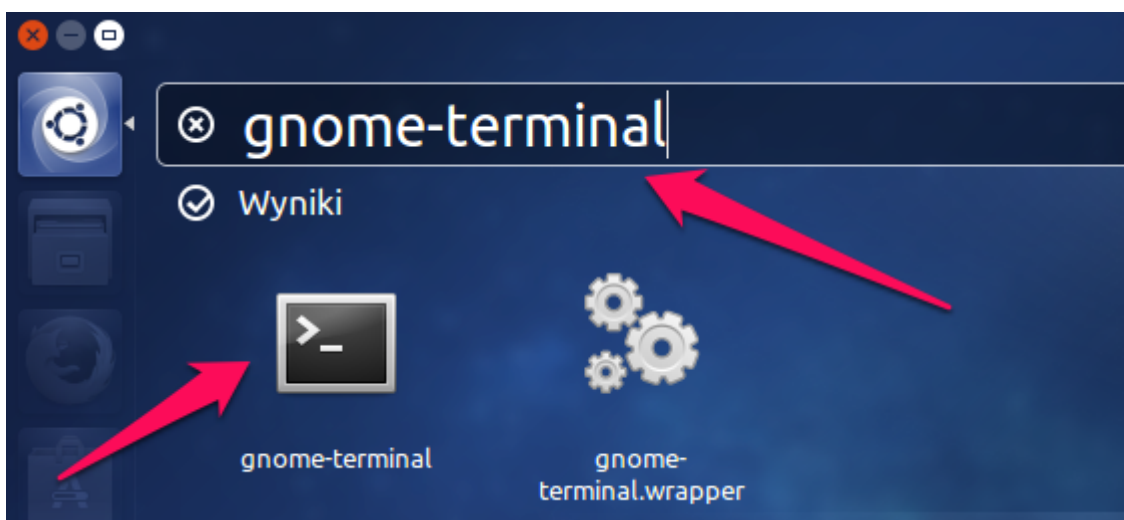 gnome-terminal
Wyniki
>_
gnome-terminal
gnome-
terminal.wrapper